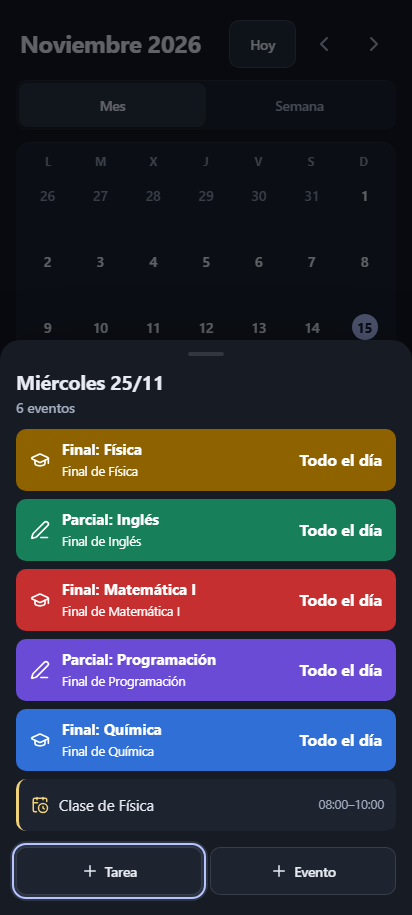 Noviembre 2026
Hoy
Mes
Semana
L M X J V S D
26 27 28 29 30 31 1
2 3 4 5 6 7 8
9 10 11 12 13 14 15
Miércoles 25/11
6 eventos
Final: Física
Final de Física
Todo el día
Parcial: Inglés
Final de Inglés
Todo el día
Final: Matemática I
Final de Matemática I
Todo el día
Parcial: Programación
Final de Programación
Todo el día
Final: Química
Final de Química
Todo el día
Clase de Física
08:00–10:00
+ Tarea
+ Evento